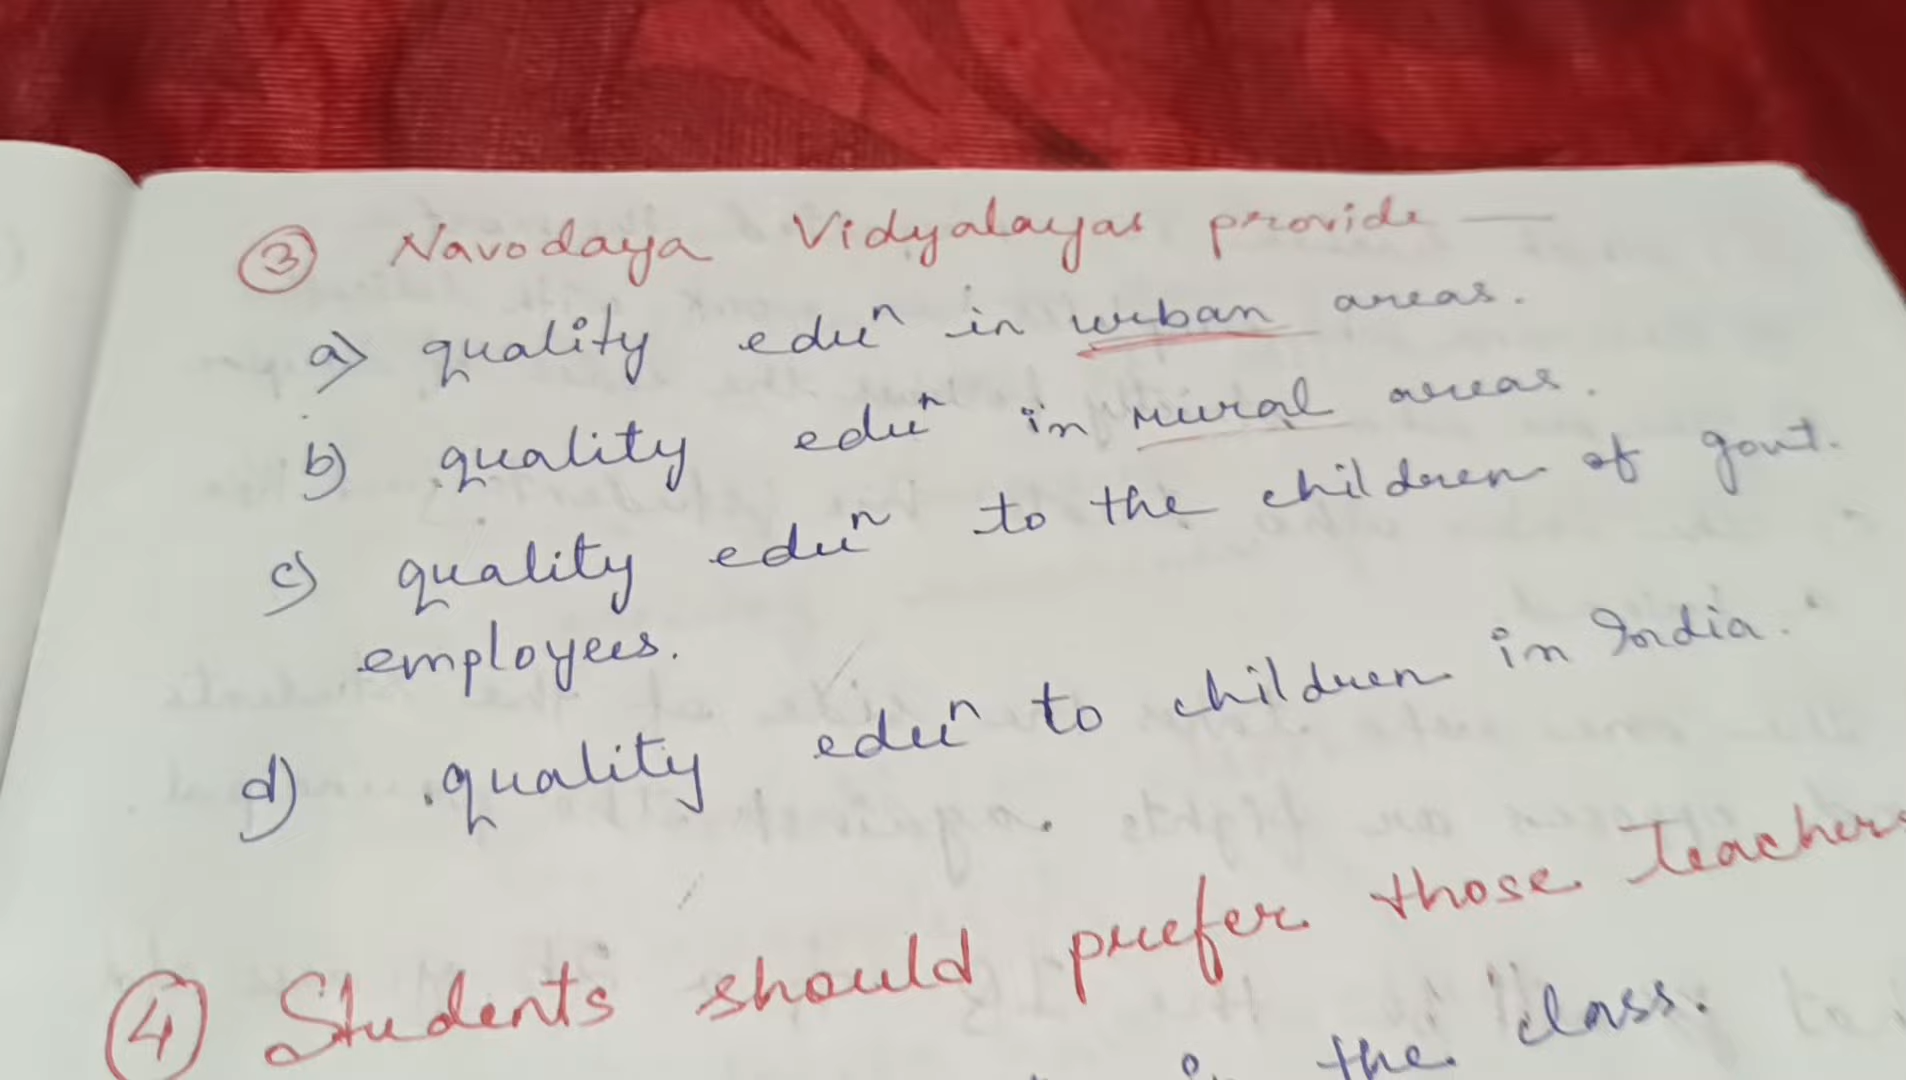 ③ Navodaya Vidyalayas provide —
a) quality eduⁿ in urban areas.
b) quality eduⁿ in rural areas.
c) quality eduⁿ to the children of govt.
employees.
d) quality eduⁿ to children in India.
④ Students should prefer those Teachers
the class.